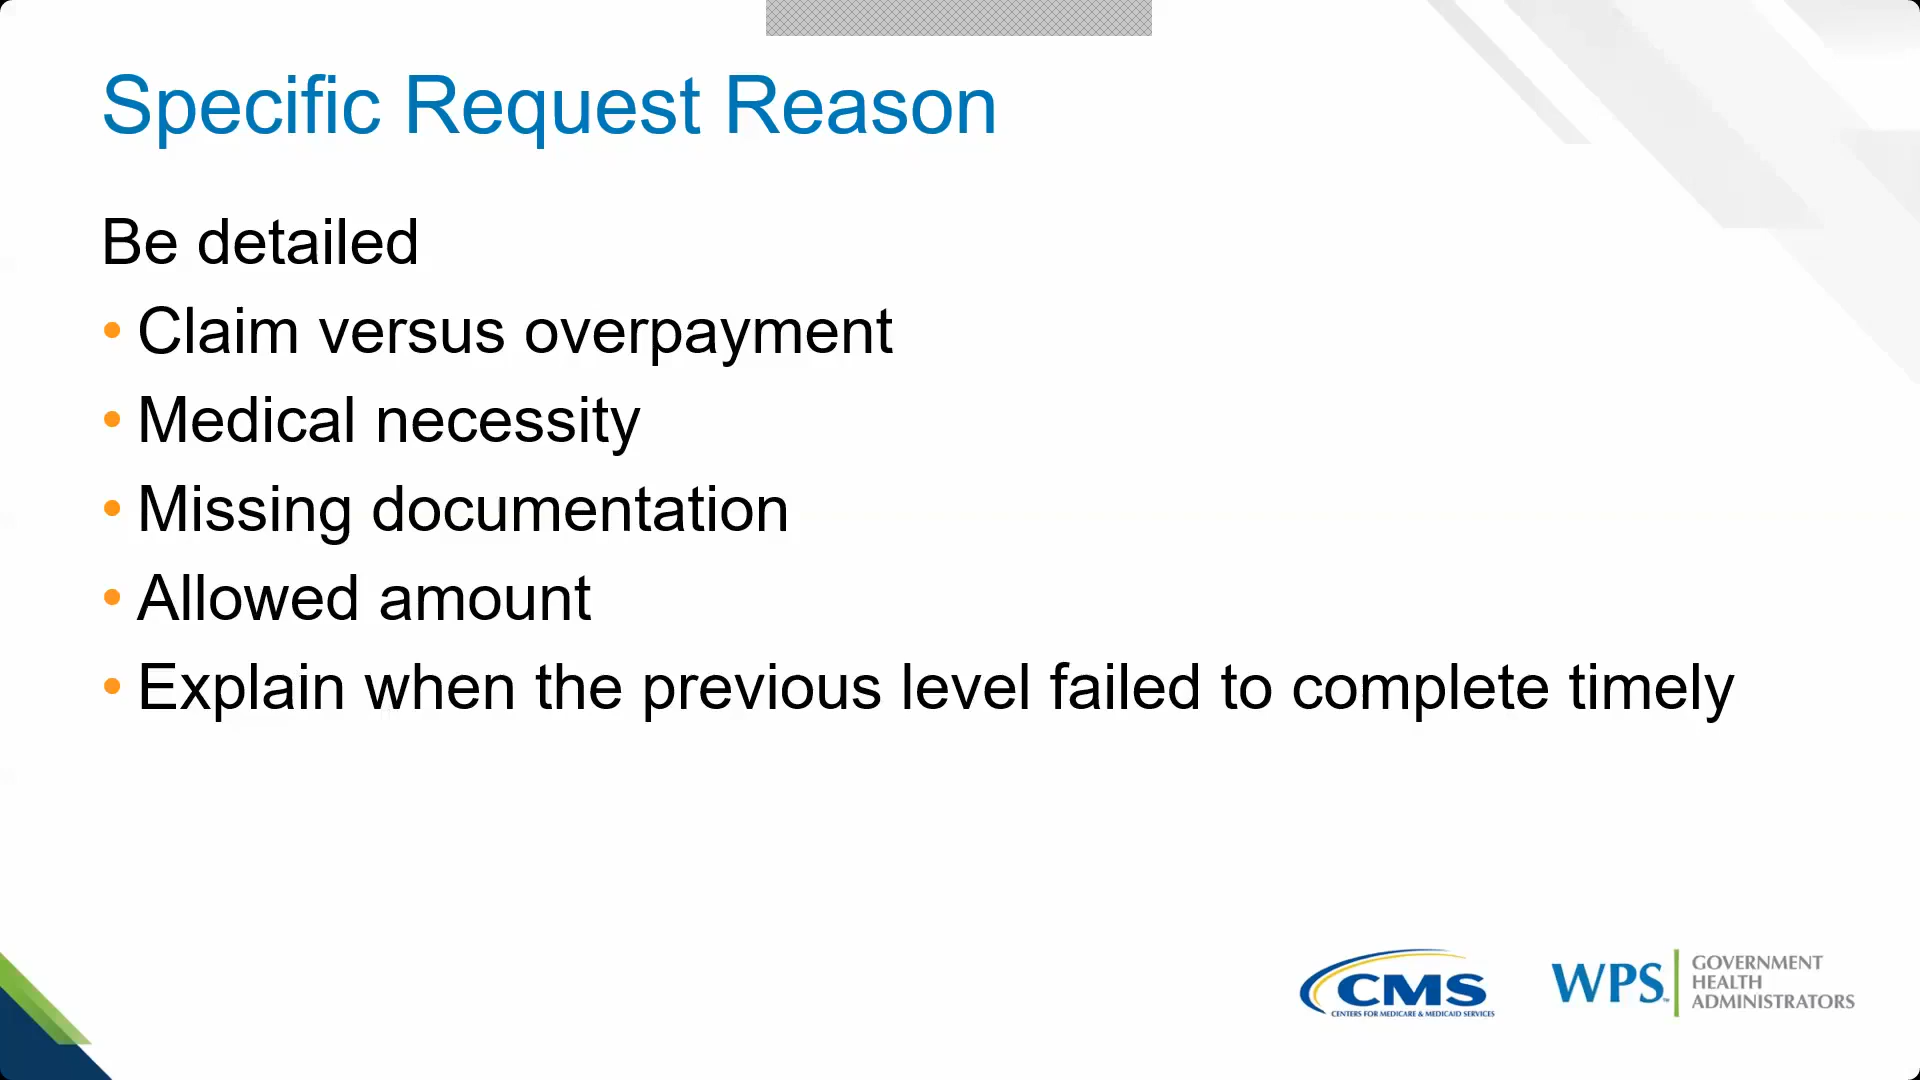 Specific Request Reason
Be detailed
• Claim versus overpayment
• Medical necessity
• Missing documentation
• Allowed amount
• Explain when the previous level failed to complete timely
CMS
CENTERS FOR MEDICARE & MEDICAID SERVICES
WPS™
GOVERNMENT
HEALTH
ADMINISTRATORS